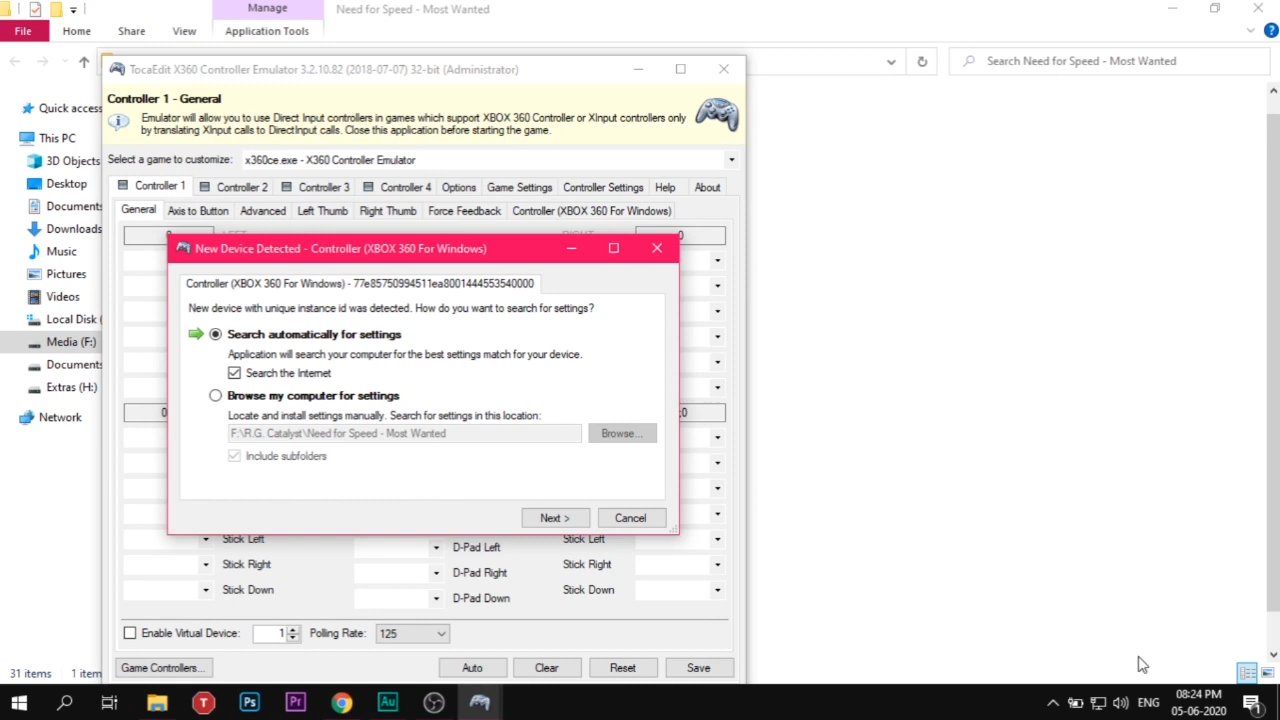 Manage
Need for Speed - Most Wanted
File
Home
Share
View
Application Tools
Search Need for Speed - Most Wanted
Quick access
This PC
3D Objects
Desktop
Documents
Downloads
Music
Pictures
Videos
Local Disk (
Media (F:)
Documents
Extras (H:)
Network
31 items
1 item
TocaEdit X360 Controller Emulator 3.2.10.82 (2018-07-07) 32-bit (Administrator)
Controller 1 - General
Emulator will allow you to use Direct Input controllers in games which support XBOX 360 Controller or XInput controllers only
by translating XInput calls to DirectInput calls. Close this application before starting the game.
Select a game to customize:
x360ce.exe - X360 Controller Emulator
Controller 1
Controller 2
Controller 3
Controller 4
Options
Game Settings
Controller Settings
Help
About
General
Axis to Button
Advanced
Left Thumb
Right Thumb
Force Feedback
Controller (XBOX 360 For Windows)
New Device Detected - Controller (XBOX 360 For Windows)
Controller (XBOX 360 For Windows) - 77e85750994511ea8001444553540000
New device with unique instance id was detected. How do you want to search for settings?
Search automatically for settings
Application will search your computer for the best settings match for your device.
Search the Internet
Browse my computer for settings
Locate and install settings manually. Search for settings in this location:
F:\R.G. Catalyst\Need for Speed - Most Wanted
Browse...
Include subfolders
Next >
Cancel
Stick Left
D-Pad Left
Stick Left
Stick Right
D-Pad Right
Stick Right
Stick Down
D-Pad Down
Stick Down
Enable Virtual Device:
1
Polling Rate:
125
Game Controllers...
Auto
Clear
Reset
Save
T
Ps
Pr
Au
ENG
08:24 PM
05-06-2020
1